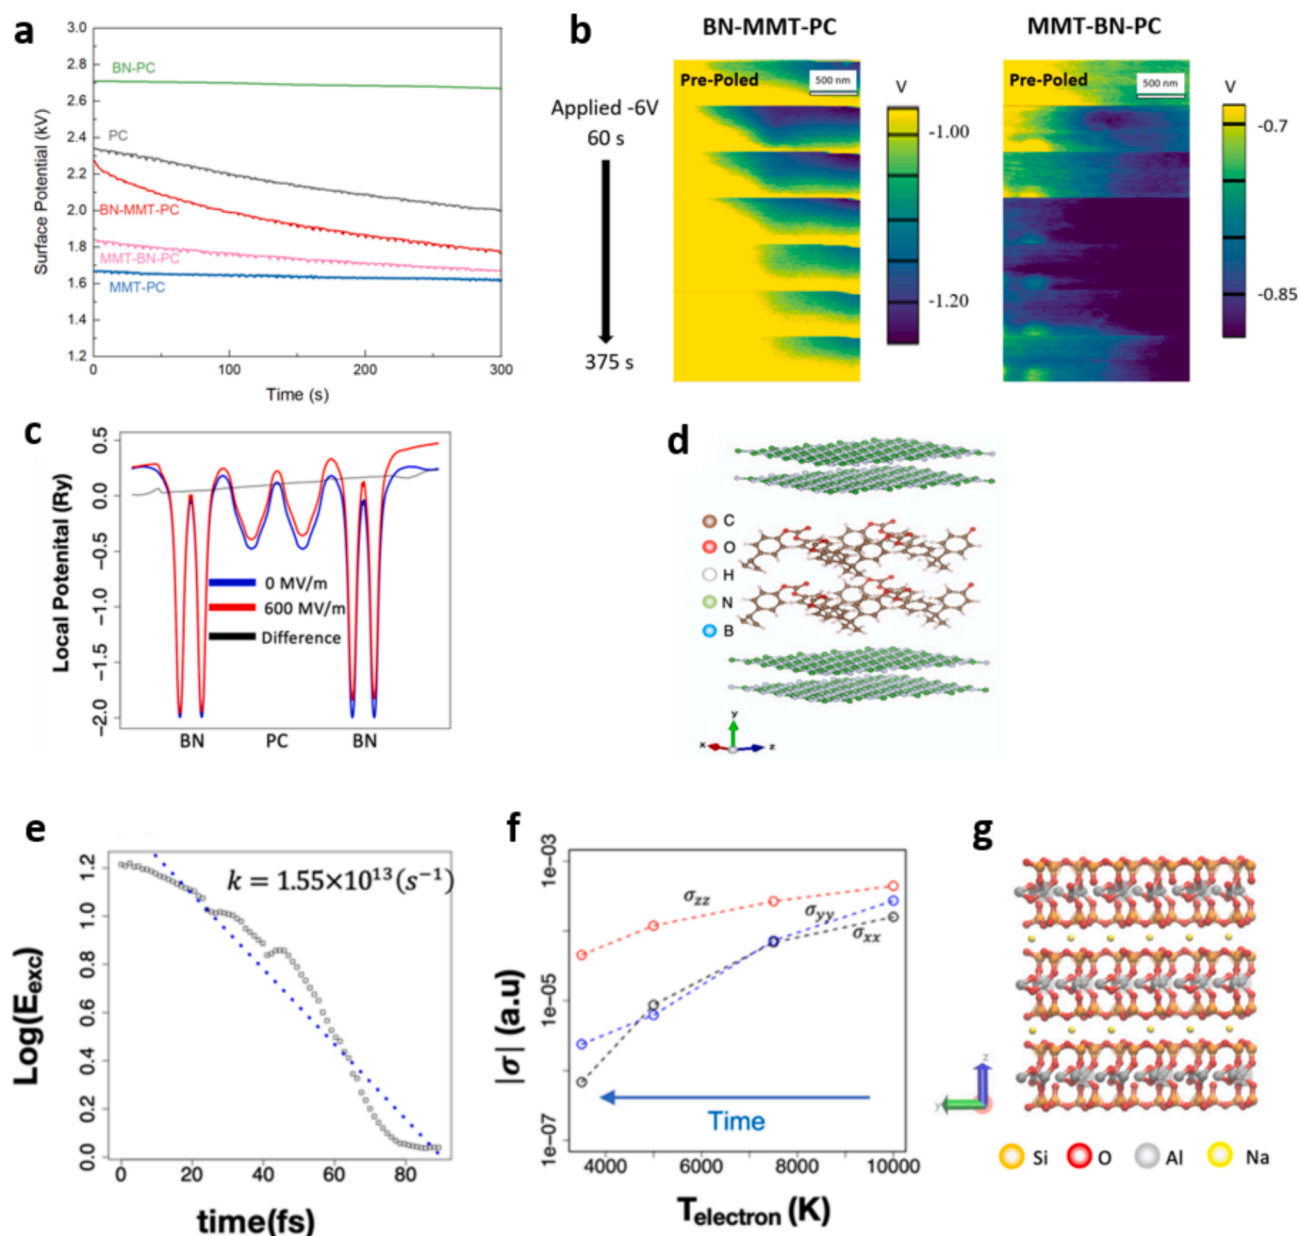 a
3.0
2.8
2.6
2.4
2.2
2.0
1.8
1.6
1.4
1.2
Surface Potential (kV)
BN-PC
PC
BN-MMT-PC
MMT-BN-PC
MMT-PC
0
100
200
300
Time (s)
b
BN-MMT-PC
MMT-BN-PC
Applied -6V
60 s
375 s
Pre-Poled
500 nm
V
-1.00
-1.20
Pre-Poled
500 nm
V
-0.7
-0.85
c
0.5
0.0
-0.5
-1.0
-1.5
-2.0
Local Potenital (Ry)
0 MV/m
600 MV/m
Difference
BN
PC
BN
d
C
O
H
N
B
y
x
z
e
1.2
1.0
0.8
0.6
0.4
0.2
0.0
Log(Eexc)
k = 1.55×10¹³(s⁻¹)
0
20
40
60
80
time(fs)
f
1e-03
1e-05
1e-07
|σ| (a.u)
σzz
σyy
σxx
Time
4000
6000
8000
10000
Telectron (K)
g
z
y
Si
O
Al
Na